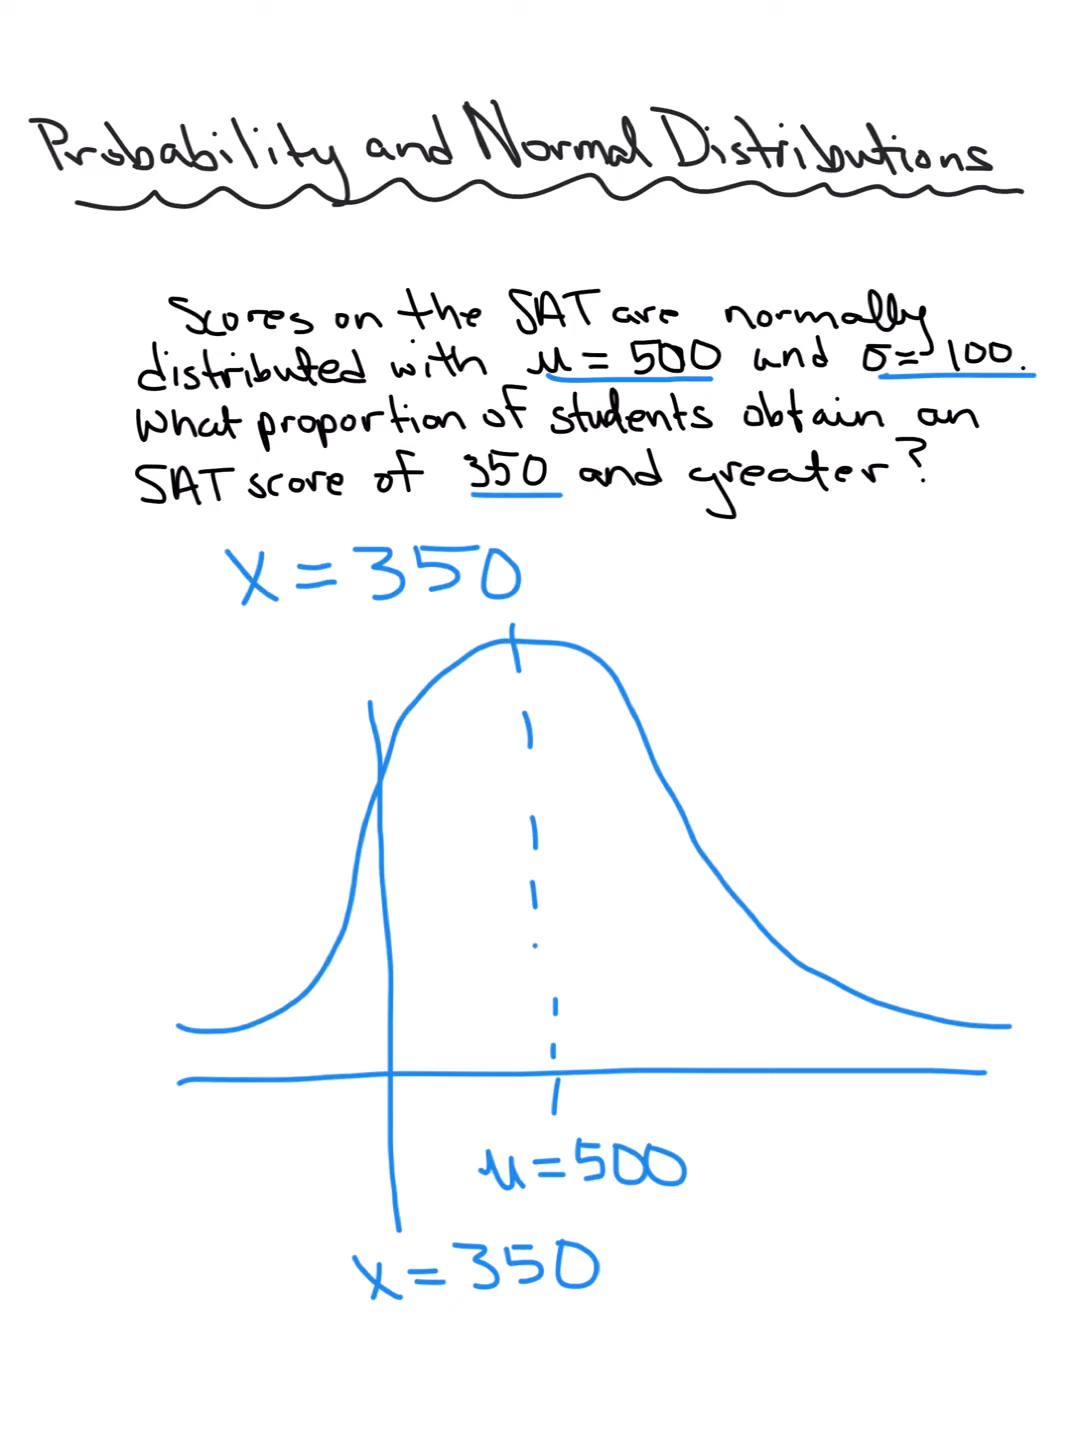 Probability and Normal Distributions
Scores on the SAT are normally
distributed with μ = 500 and σ = 100.
What proportion of students obtain an
SAT score of 350 and greater?
x = 350
μ = 500
x = 350